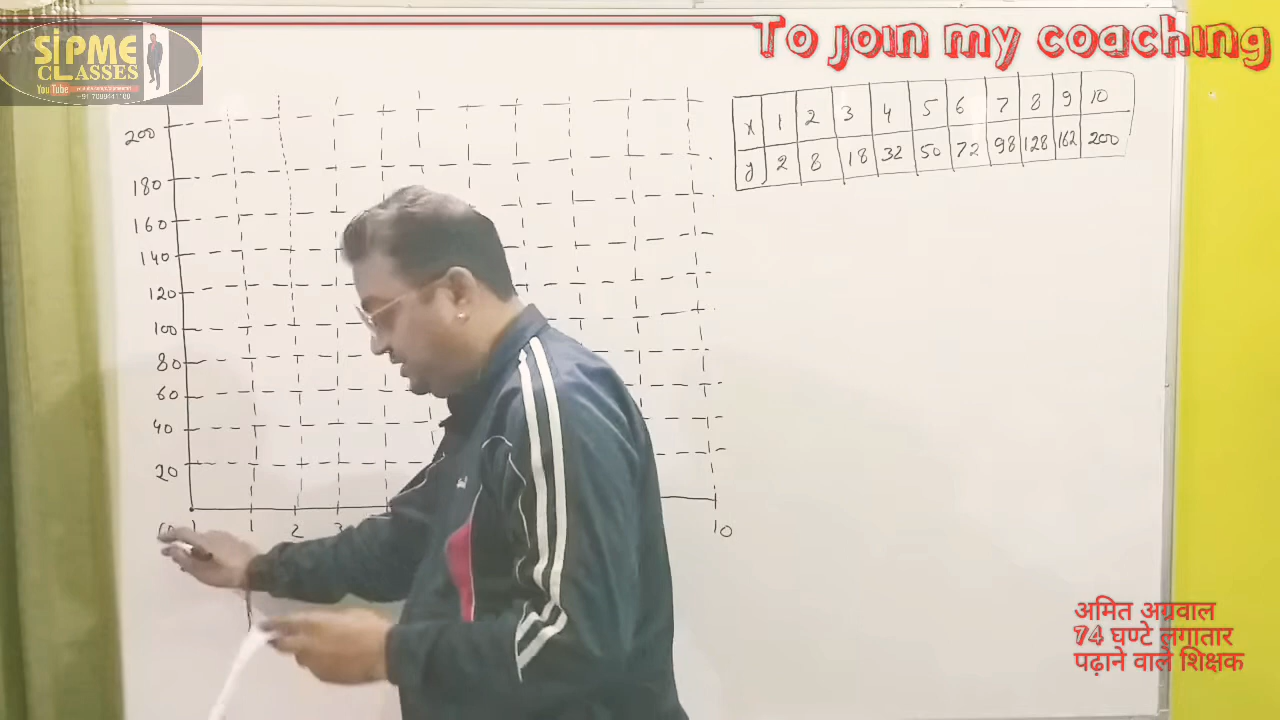 To join my coaching
SiPME
CLASSES
YouTube
x 1 2 3 4 5 6 7 8 9 10
y 2 8 18 32 50 72 98 128 162 200
200
180
160
140
120
100
80
60
40
20
1 2 3 10
अमित अग्रवाल
74 घण्टे लगातार
पढ़ाने वाले शिक्षक